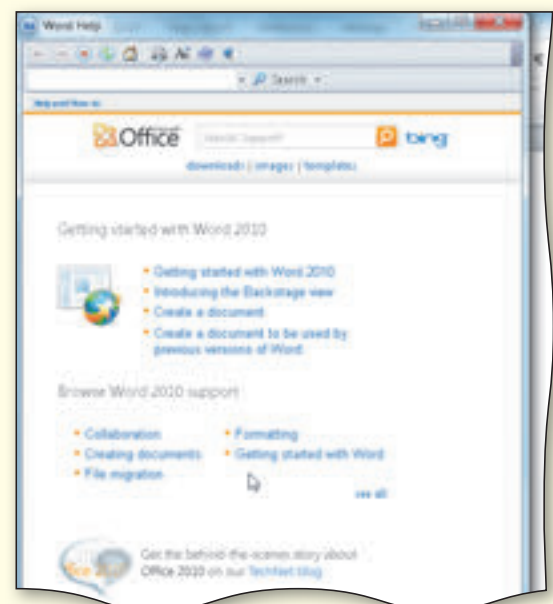 Word Help
Search
Office
bing
downloads | images | templates
Getting started with Word 2010
Getting started with Word 2010
Introducing the Backstage view
Create a document
Create a document to be used by
previous versions of Word
Browse Word 2010 support
Collaboration
Formatting
Creating documents
Getting started with Word
File migration
see all
Get the behind-the-scenes story about
Office 2010 on our TechNet blog